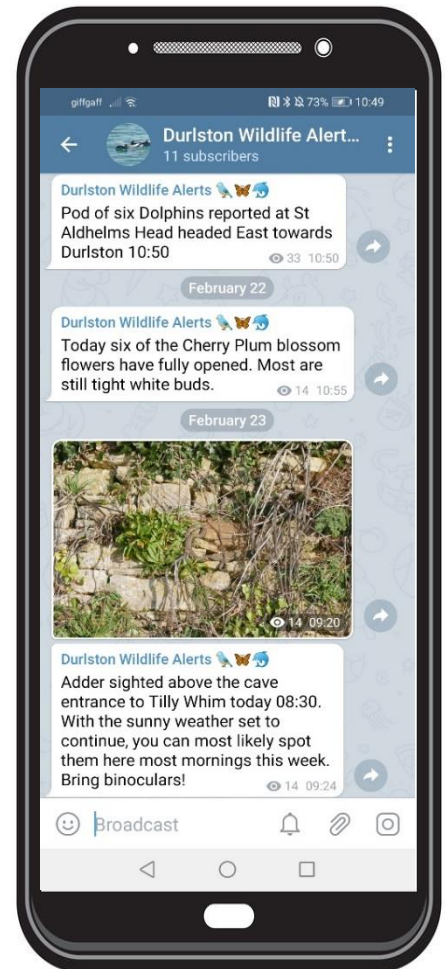 giffgaff 73% 10:49
Durlston Wildlife Alert...
11 subscribers
Durlston Wildlife Alerts
Pod of six Dolphins reported at St
Aldhelms Head headed East towards
Durlston 10:50
33 10:50
February 22
Durlston Wildlife Alerts
Today six of the Cherry Plum blossom
flowers have fully opened. Most are
still tight white buds.
14 10:55
February 23
14 09:20
Durlston Wildlife Alerts
Adder sighted above the cave
entrance to Tilly Whim today 08:30.
With the sunny weather set to
continue, you can most likely spot
them here most mornings this week.
Bring binoculars!
14 09:24
Broadcast